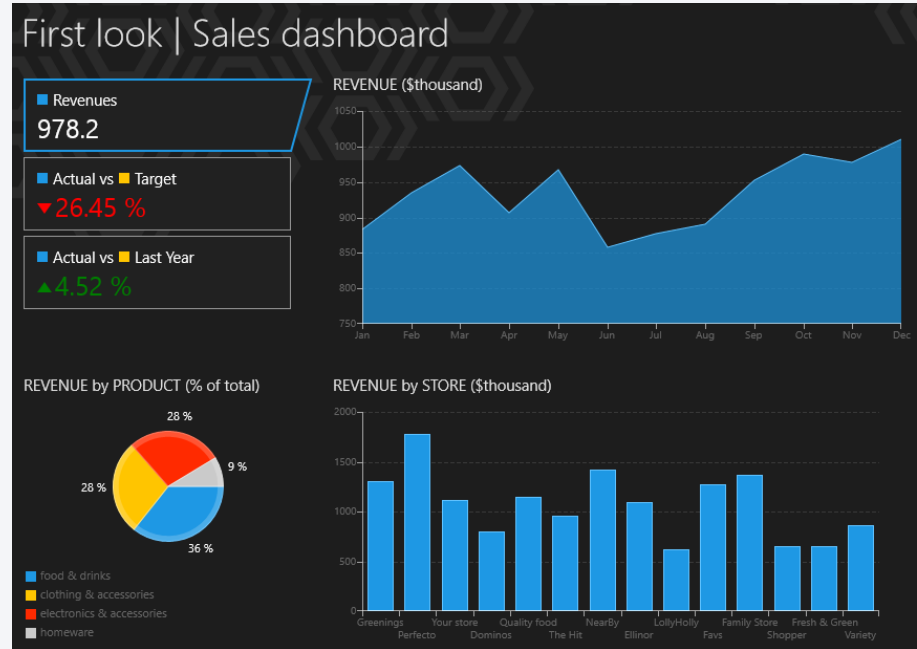 First look | Sales dashboard
Revenues
978.2
Actual vs Target
26.45 %
Actual vs Last Year
4.52 %
REVENUE ($thousand)
1050
1000
950
900
850
800
750
Jan Feb Mar Apr May Jun Jul Aug Sep Oct Nov Dec
REVENUE by PRODUCT (% of total)
28 %
9 %
28 %
36 %
food & drinks
clothing & accessories
electronics & accessories
homeware
REVENUE by STORE ($thousand)
2000
1500
1000
500
0
Greenings Your store Quality food NearBy LollyHolly Family Store Fresh & Green
Perfecto Dominos The Hit Ellinor Favs Shopper Variety